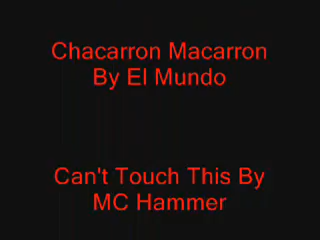 Chacarron Macarron
By El Mundo
Can't Touch This By
MC Hammer